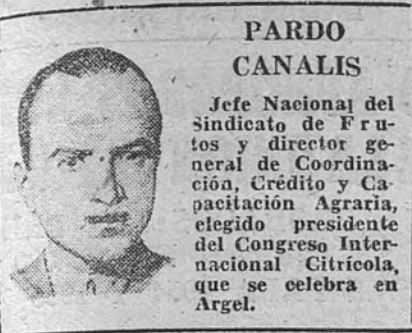 PARDO
CANALIS
Jefe Nacional del
Sindicato de Fru-
tos y director ge-
neral de Coordina-
ción, Crédito y Ca-
pacitación Agraria,
elegido presidente
del Congreso Inter-
nacional Citrícola,
que se celebra en
Argel.